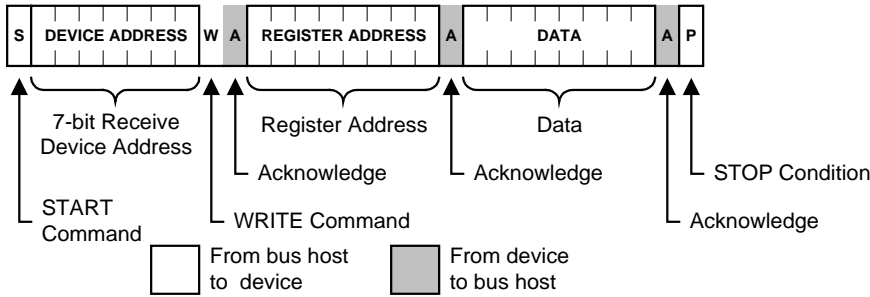 S DEVICE ADDRESS W A REGISTER ADDRESS A DATA A P
7-bit Receive
Device Address
Register Address
Data
Acknowledge
Acknowledge
STOP Condition
START
Command
WRITE Command
Acknowledge
From bus host
to device
From device
to bus host